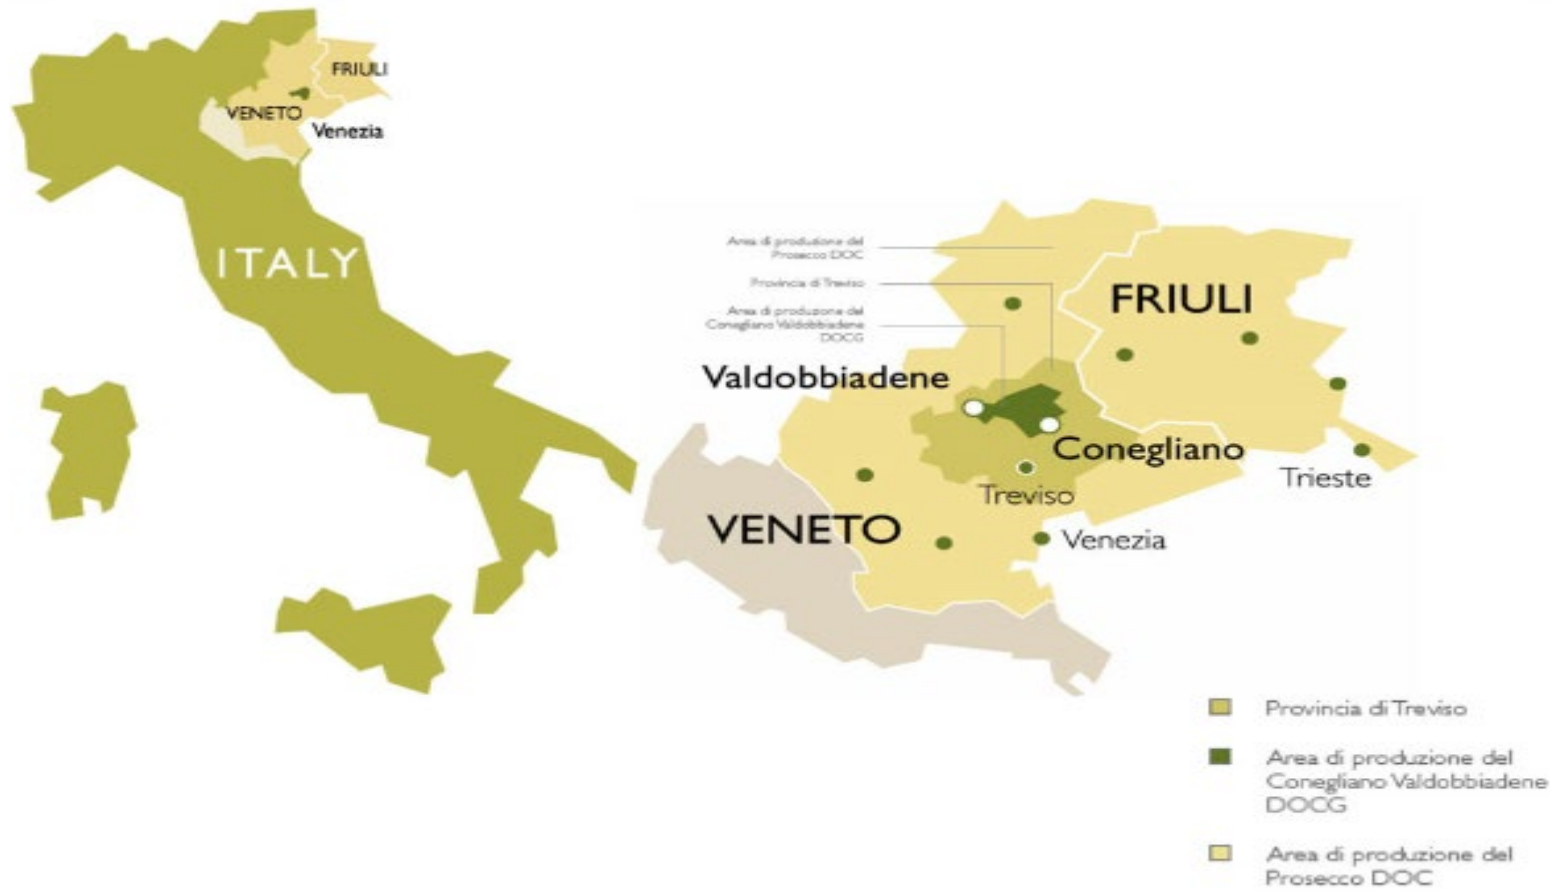 FRIULI
VENETO
Venezia
ITALY
Area di produzione del
Prosecco DOC
Provincia di Treviso
Area di produzione del
Conegliano Valdobbiadene
DOCG
FRIULI
Valdobbiadene
Conegliano
Trieste
Treviso
VENETO
Venezia
Provincia di Treviso
Area di produzione del
Conegliano Valdobbiadene
DOCG
Area di produzione del
Prosecco DOC